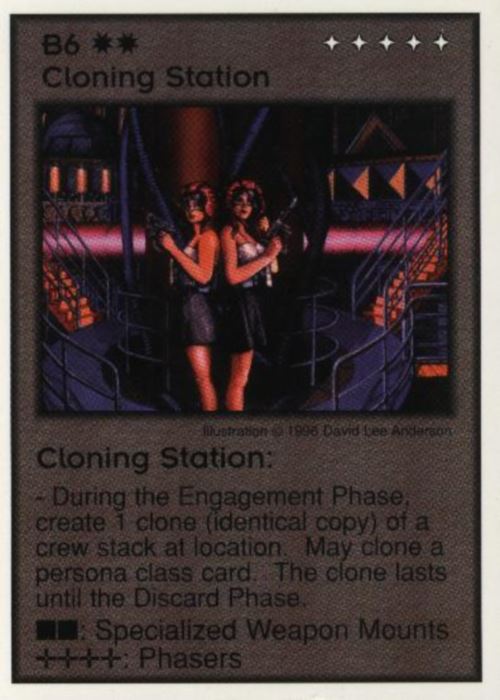 B6 ✷✷ ✦ ✦ ✦ ✦ ✦
Cloning Station
Illustration © 1996 David Lee Anderson
Cloning Station:
- During the Engagement Phase,
create 1 clone (identical copy) of a
crew stack at location. May clone a
persona class card. The clone lasts
until the Discard Phase.
■■: Specialized Weapon Mounts
✢✢✢✢: Phasers